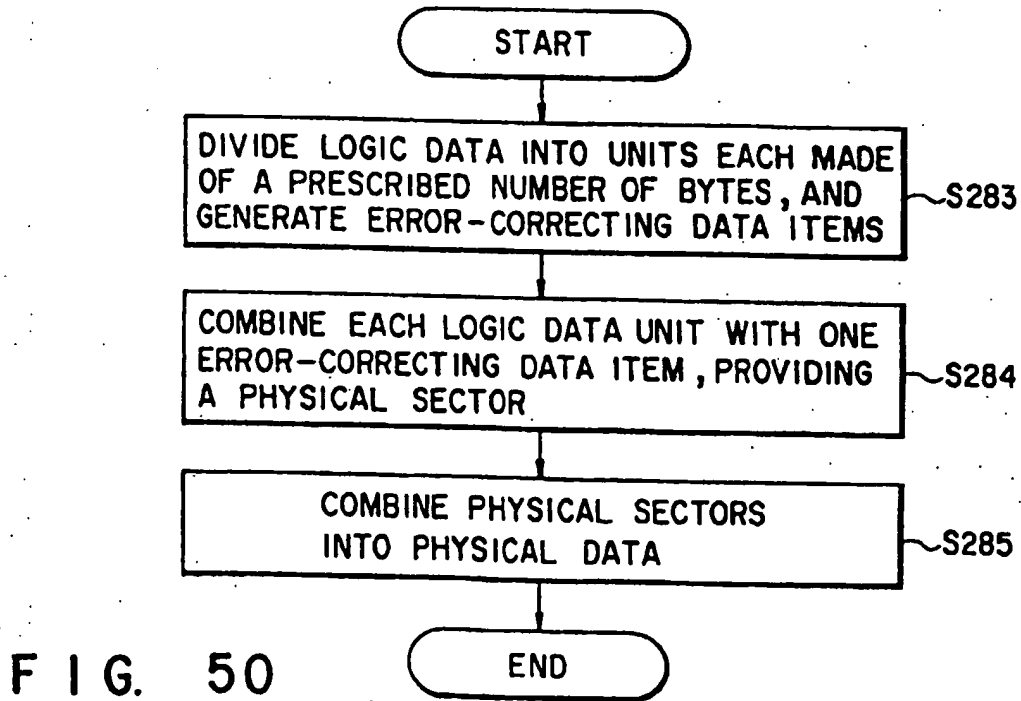 START
DIVIDE LOGIC DATA INTO UNITS EACH MADE
OF A PRESCRIBED NUMBER OF BYTES, AND
GENERATE ERROR-CORRECTING DATA ITEMS
S283
COMBINE EACH LOGIC DATA UNIT WITH ONE
ERROR-CORRECTING DATA ITEM, PROVIDING
A PHYSICAL SECTOR
S284
COMBINE PHYSICAL SECTORS
INTO PHYSICAL DATA
S285
END
FIG. 50